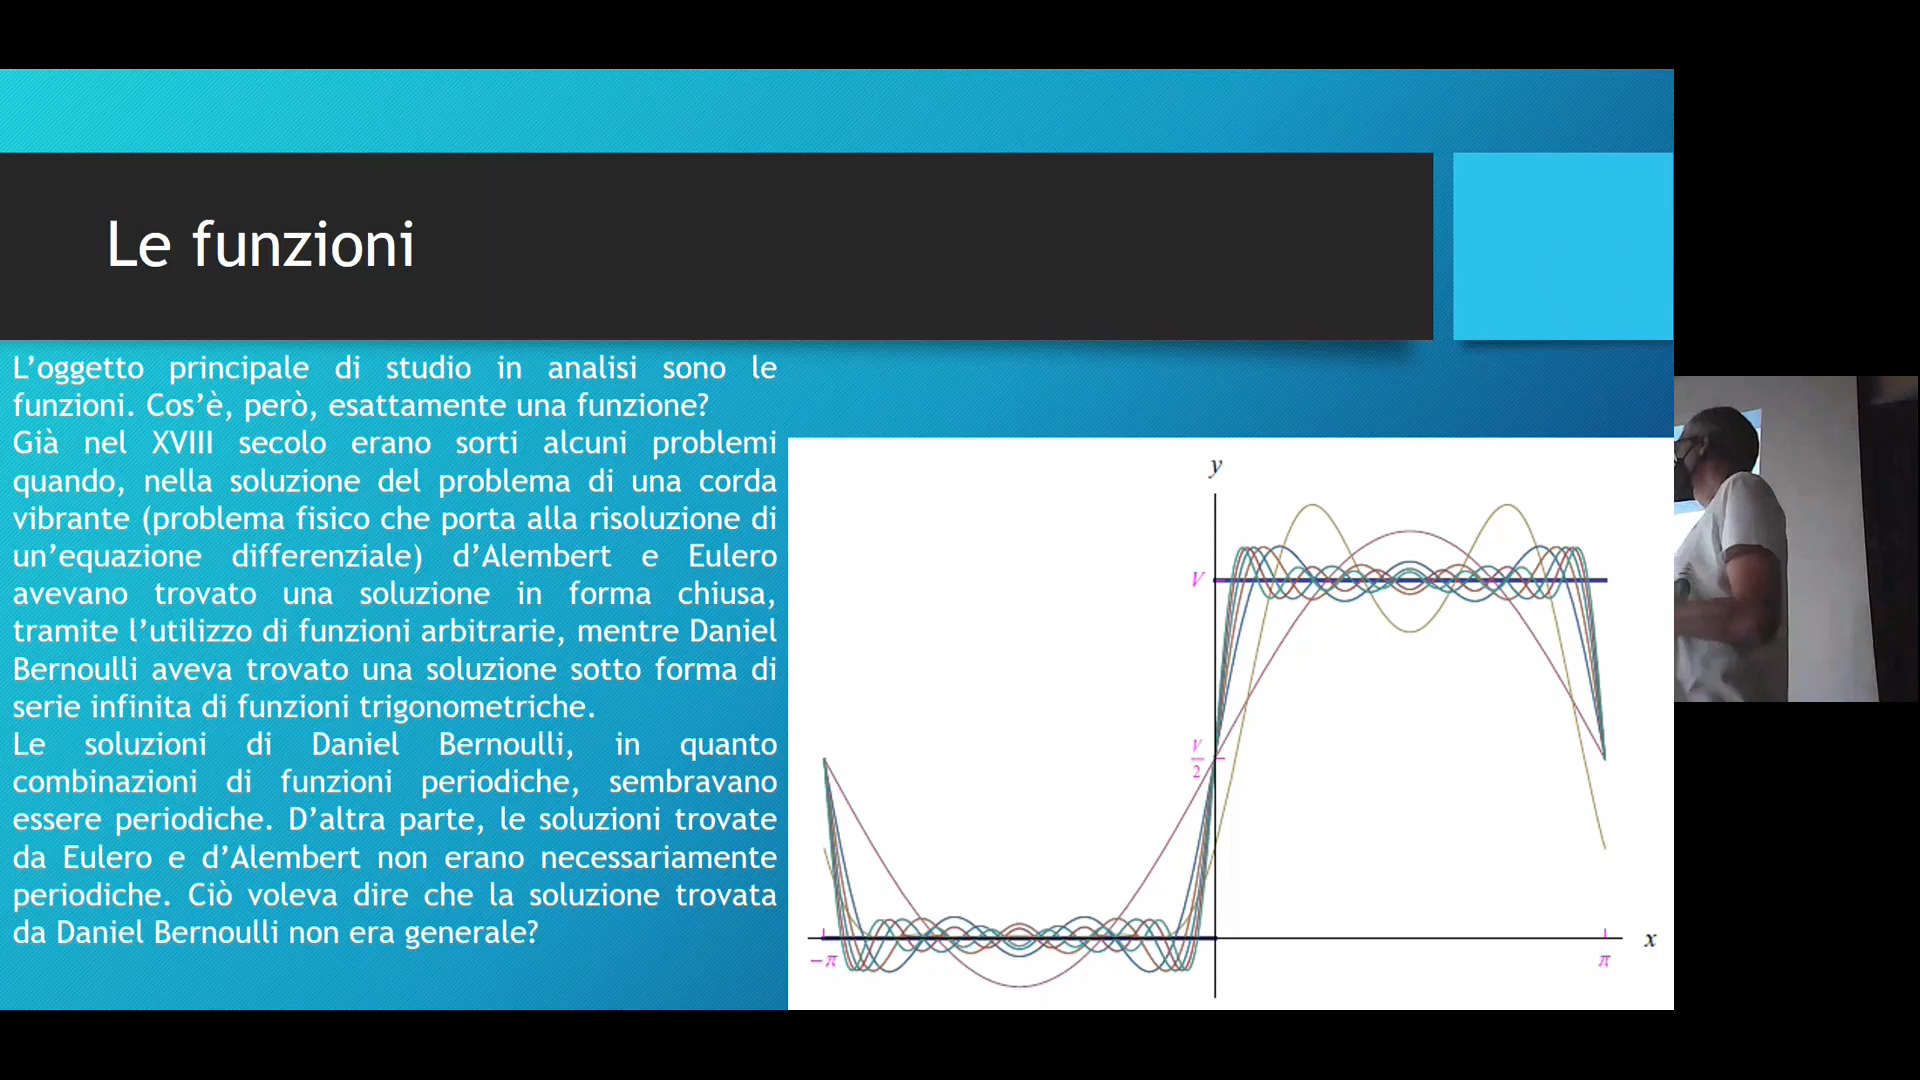 Le funzioni
L’oggetto principale di studio in analisi sono le
funzioni. Cos’è, però, esattamente una funzione?
Già nel XVIII secolo erano sorti alcuni problemi
quando, nella soluzione del problema di una corda
vibrante (problema fisico che porta alla risoluzione di
un’equazione differenziale) d’Alembert e Eulero
avevano trovato una soluzione in forma chiusa,
tramite l’utilizzo di funzioni arbitrarie, mentre Daniel
Bernoulli aveva trovato una soluzione sotto forma di
serie infinita di funzioni trigonometriche.
Le soluzioni di Daniel Bernoulli, in quanto
combinazioni di funzioni periodiche, sembravano
essere periodiche. D’altra parte, le soluzioni trovate
da Eulero e d’Alembert non erano necessariamente
periodiche. Ciò voleva dire che la soluzione trovata
da Daniel Bernoulli non era generale?
y
V
V
2
x
−π
π